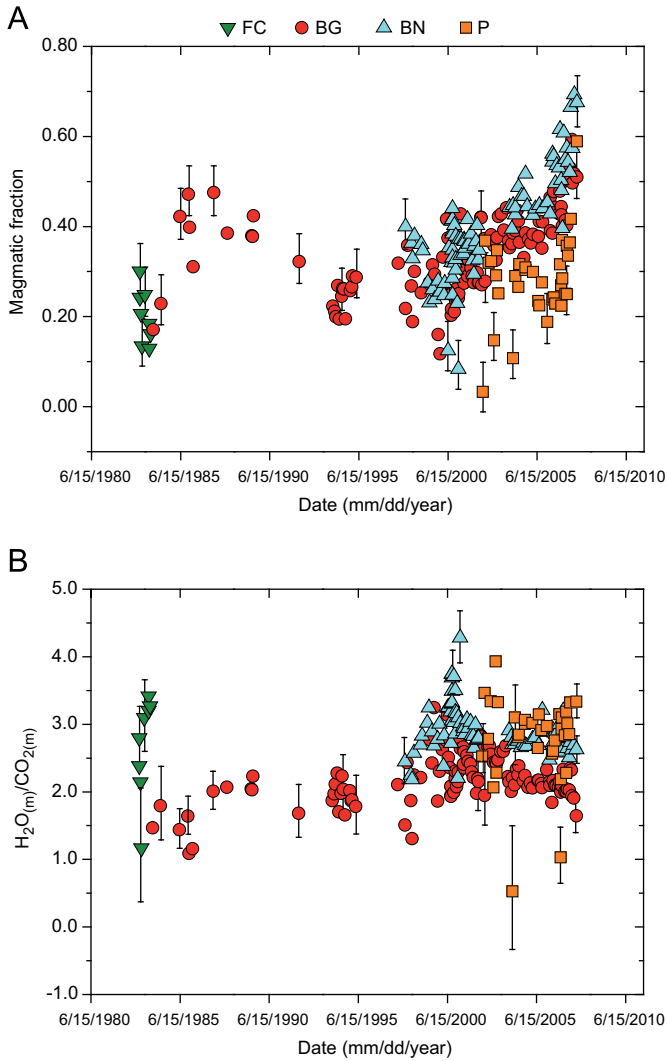 A
FC BG BN P
0.80
0.60
0.40
0.20
0.00
Magmatic fraction
6/15/1980 6/15/1985 6/15/1990 6/15/1995 6/15/2000 6/15/2005 6/15/2010
Date (mm/dd/year)
B
5.0
4.0
3.0
2.0
1.0
0.0
-1.0
H₂O₍ₘ₎/CO₂₍ₘ₎
6/15/1980 6/15/1985 6/15/1990 6/15/1995 6/15/2000 6/15/2005 6/15/2010
Date (mm/dd/year)